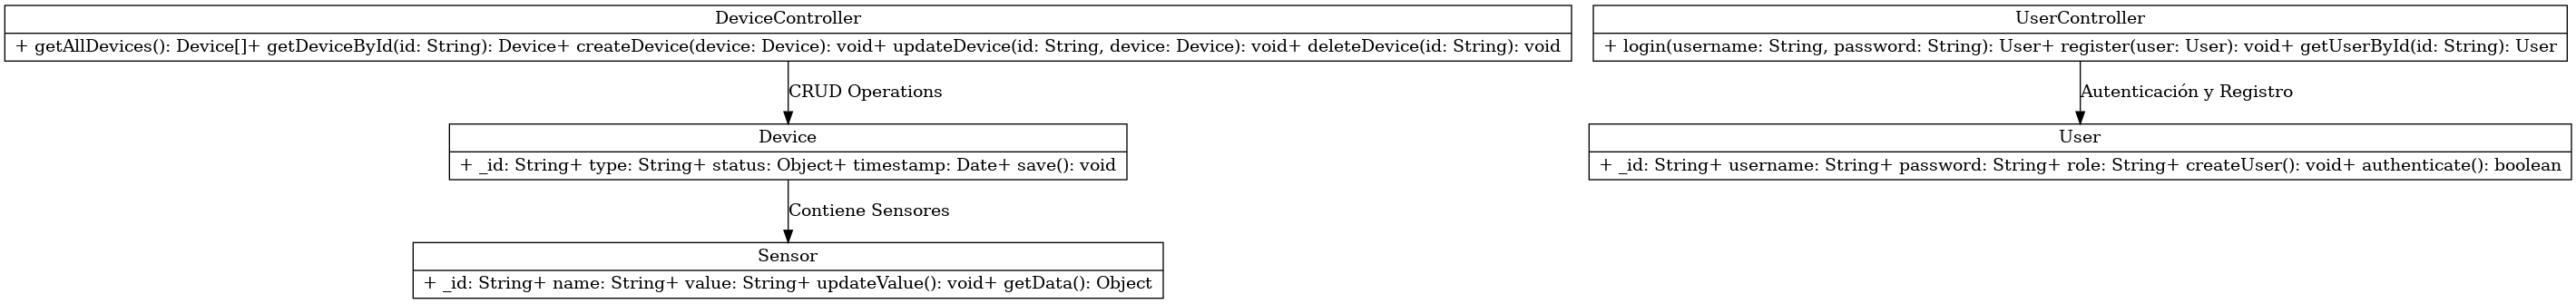 DeviceController
+ getAllDevices(): Device[]+ getDeviceById(id: String): Device+ createDevice(device: Device): void+ updateDevice(id: String, device: Device): void+ deleteDevice(id: String): void
CRUD Operations
Device
+ _id: String+ type: String+ status: Object+ timestamp: Date+ save(): void
Contiene Sensores
Sensor
+ _id: String+ name: String+ value: String+ updateValue(): void+ getData(): Object
UserController
+ login(username: String, password: String): User+ register(user: User): void+ getUserById(id: String): User
Autenticación y Registro
User
+ _id: String+ username: String+ password: String+ role: String+ createUser(): void+ authenticate(): boolean